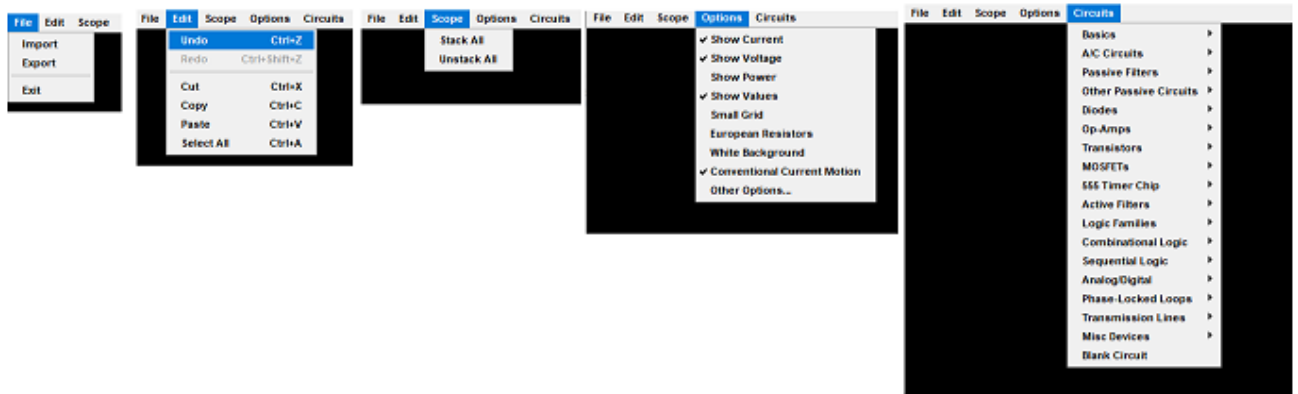 File Edit Scope
Import
Export
Exit
File Edit Scope Options Circuits
Undo Ctrl+Z
Redo Ctrl+Shift+Z
Cut Ctrl+X
Copy Ctrl+C
Paste Ctrl+V
Select All Ctrl+A
File Edit Scope Options Circuits
Stack All
Unstack All
File Edit Scope Options Circuits
Show Current
Show Voltage
Show Power
Show Values
Small Grid
European Resistors
White Background
Conventional Current Motion
Other Options...
File Edit Scope Options Circuits
Basics
A/C Circuits
Passive Filters
Other Passive Circuits
Diodes
Op-Amps
Transistors
MOSFETs
555 Timer Chip
Active Filters
Logic Families
Combinational Logic
Sequential Logic
Analog/Digital
Phase-Locked Loops
Transmission Lines
Misc Devices
Blank Circuit